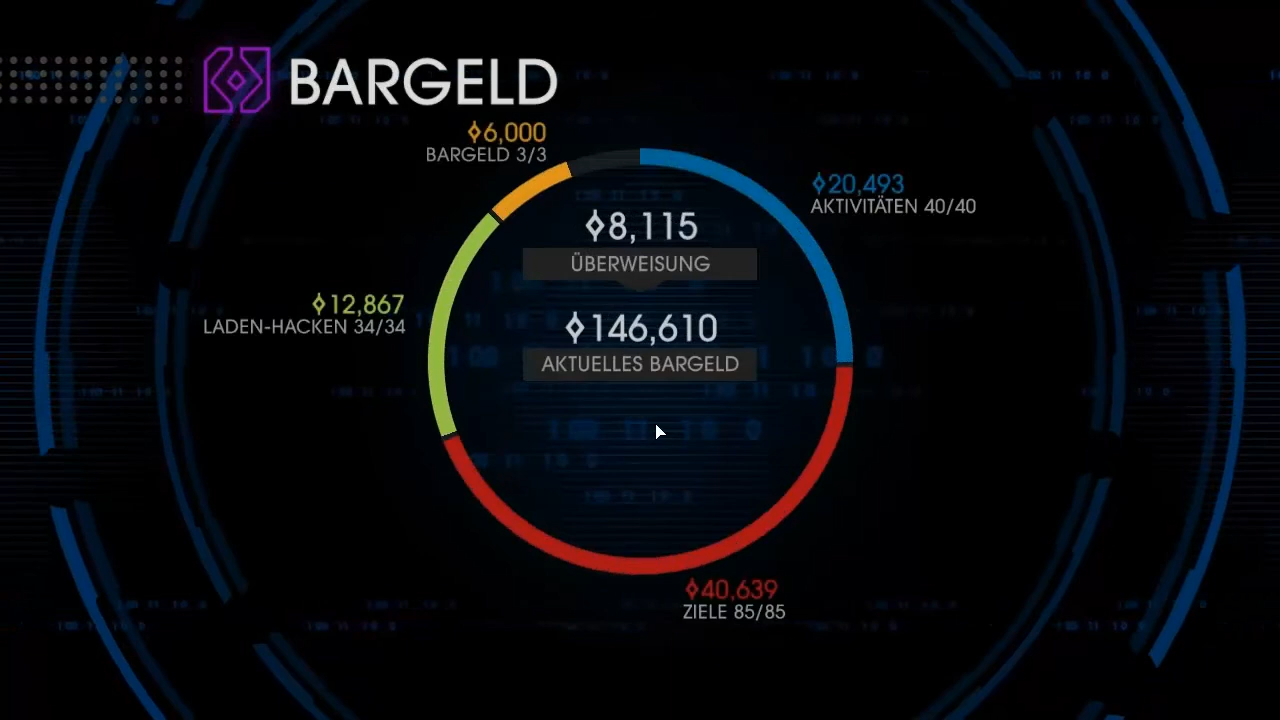 BARGELD
6,000
BARGELD 3/3
20,493
AKTIVITÄTEN 40/40
8,115
ÜBERWEISUNG
12,867
LADEN-HACKEN 34/34
146,610
AKTUELLES BARGELD
40,639
ZIELE 85/85